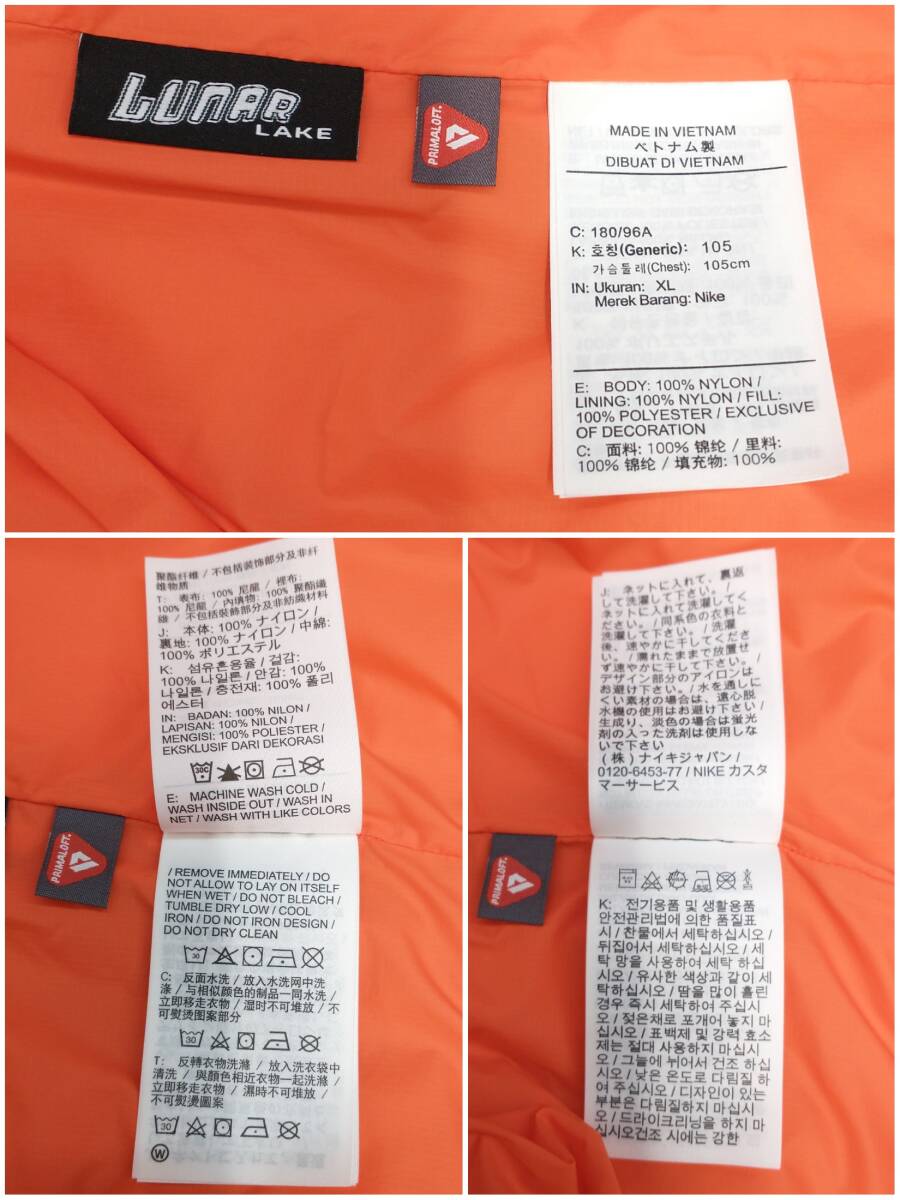 LUNAR
LAKE
PRIMALOFT.
MADE IN VIETNAM
ベトナム製
DIBUAT DI VIETNAM
C: 180/96A
K: 호칭(Generic): 105
가슴둘레(Chest): 105cm
IN: Ukuran: XL
Merek Barang: Nike
E: BODY: 100% NYLON /
LINING: 100% NYLON / FILL:
100% POLYESTER / EXCLUSIVE
OF DECORATION
C: 面料: 100% 锦纶 / 里料:
100% 锦纶 / 填充物: 100%
聚酯纤维 / 不包括装饰部分及非纤
维物质
T: 表布: 100% 尼龍 / 裡布:
100% 尼龍 / 內填物: 100% 聚酯纖
維 / 不包括裝飾部分及非紡織材料
J: 本体: 100% ナイロン /
裏地: 100% ナイロン / 中綿:
100% ポリエステル
K: 섬유혼용율 / 겉감:
100% 나일론 / 안감: 100%
나일론 / 충전재: 100% 폴리
에스터
IN: BADAN: 100% NILON /
LAPISAN: 100% NILON /
MENGISI: 100% POLIESTER /
EKSKLUSIF DARI DEKORASI
30C
E: MACHINE WASH COLD /
WASH INSIDE OUT / WASH IN
NET / WASH WITH LIKE COLORS
PRIMALOFT.
/ REMOVE IMMEDIATELY / DO
NOT ALLOW TO LAY ON ITSELF
WHEN WET / DO NOT BLEACH /
TUMBLE DRY LOW / COOL
IRON / DO NOT IRON DESIGN /
DO NOT DRY CLEAN
30
C: 反面水洗 / 放入水洗网中洗
涤 / 与相似颜色的制品一同水洗 /
立即移走衣物 / 湿时不可堆放 / 不
可熨烫图案部分
30
T: 反轉衣物洗滌 / 放入洗衣袋中
清洗 / 與顏色相近衣物一起洗滌 /
立即移走衣物 / 濕時不可堆放 /
不可熨燙圖案
30
W
J: ネットに入れて、裏返
して洗濯して下さい。 /
ネットに入れて洗濯してく
ださい。 / 同系色の衣料と
洗濯して下さい。 / 洗濯
後、速やかに干してくださ
い。 / 濡れたままで放置せ
ず速やかに干して下さい。 /
デザイン部分のアイロンは
お避け下さい。 / 水を通しに
くい素材の場合は、遠心脱
水機の使用はお避け下さい /
生成り、淡色の場合は蛍光
剤の入った洗剤は使用しな
いで下さい
(株) ナイキジャパン /
0120-6453-77 / NIKE カスタ
マーサービス
PRIMALOFT.
K: 전기용품 및 생활용품
안전관리법에 의한 품질표
시 / 찬물에서 세탁하십시오 /
뒤집어서 세탁하십시오 / 세
탁 망을 사용하여 세탁 하십
시오 / 유사한 색상과 같이 세
탁하십시오 / 땀을 많이 흘린
경우 즉시 세탁하여 주십시
오 / 젖은채로 포개어 놓지 마
십시오 / 표백제 및 강력 효소
제는 절대 사용하지 마십시
오 / 그늘에 뉘어서 건조 하십
시오 / 낮은 온도로 다림질 하
여 주십시오 / 디자인이 있는
부분은 다림질하지 마십
시오 / 드라이크리닝을 하지 마
십시오건조 시에는 강한